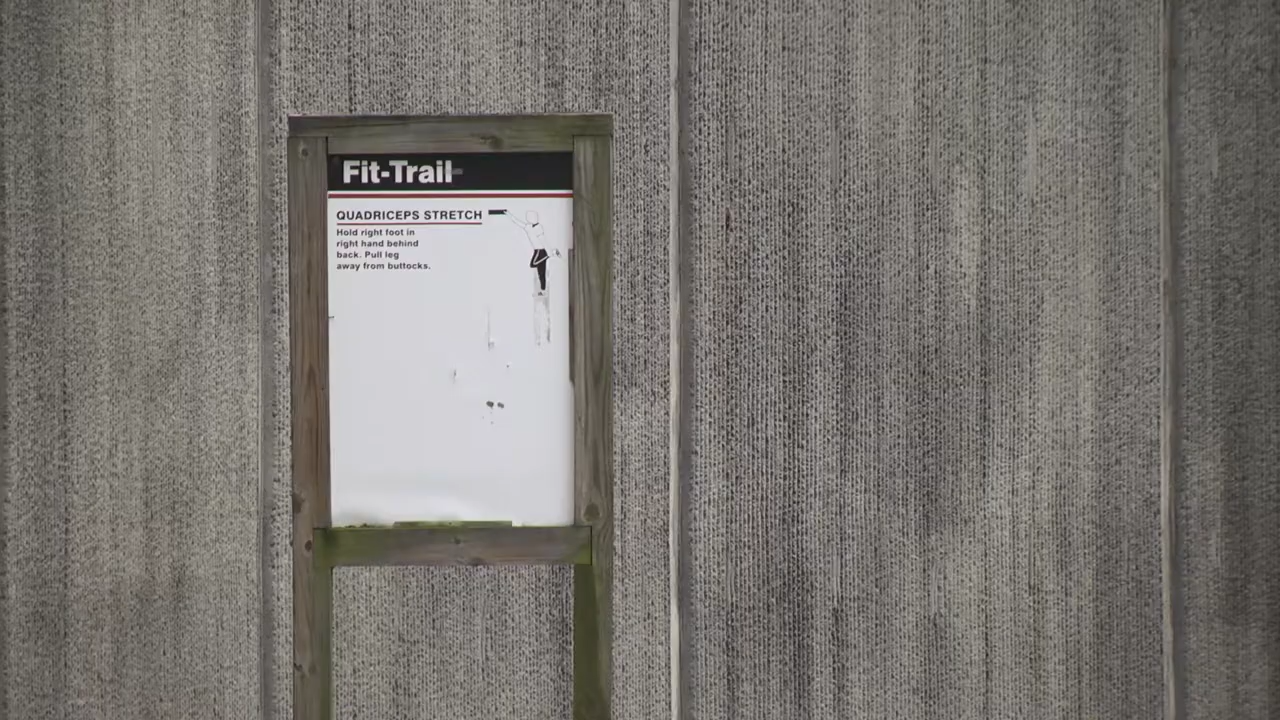 Fit-Trail
QUADRICEPS STRETCH
Hold right foot in
right hand behind
back. Pull leg
away from buttocks.